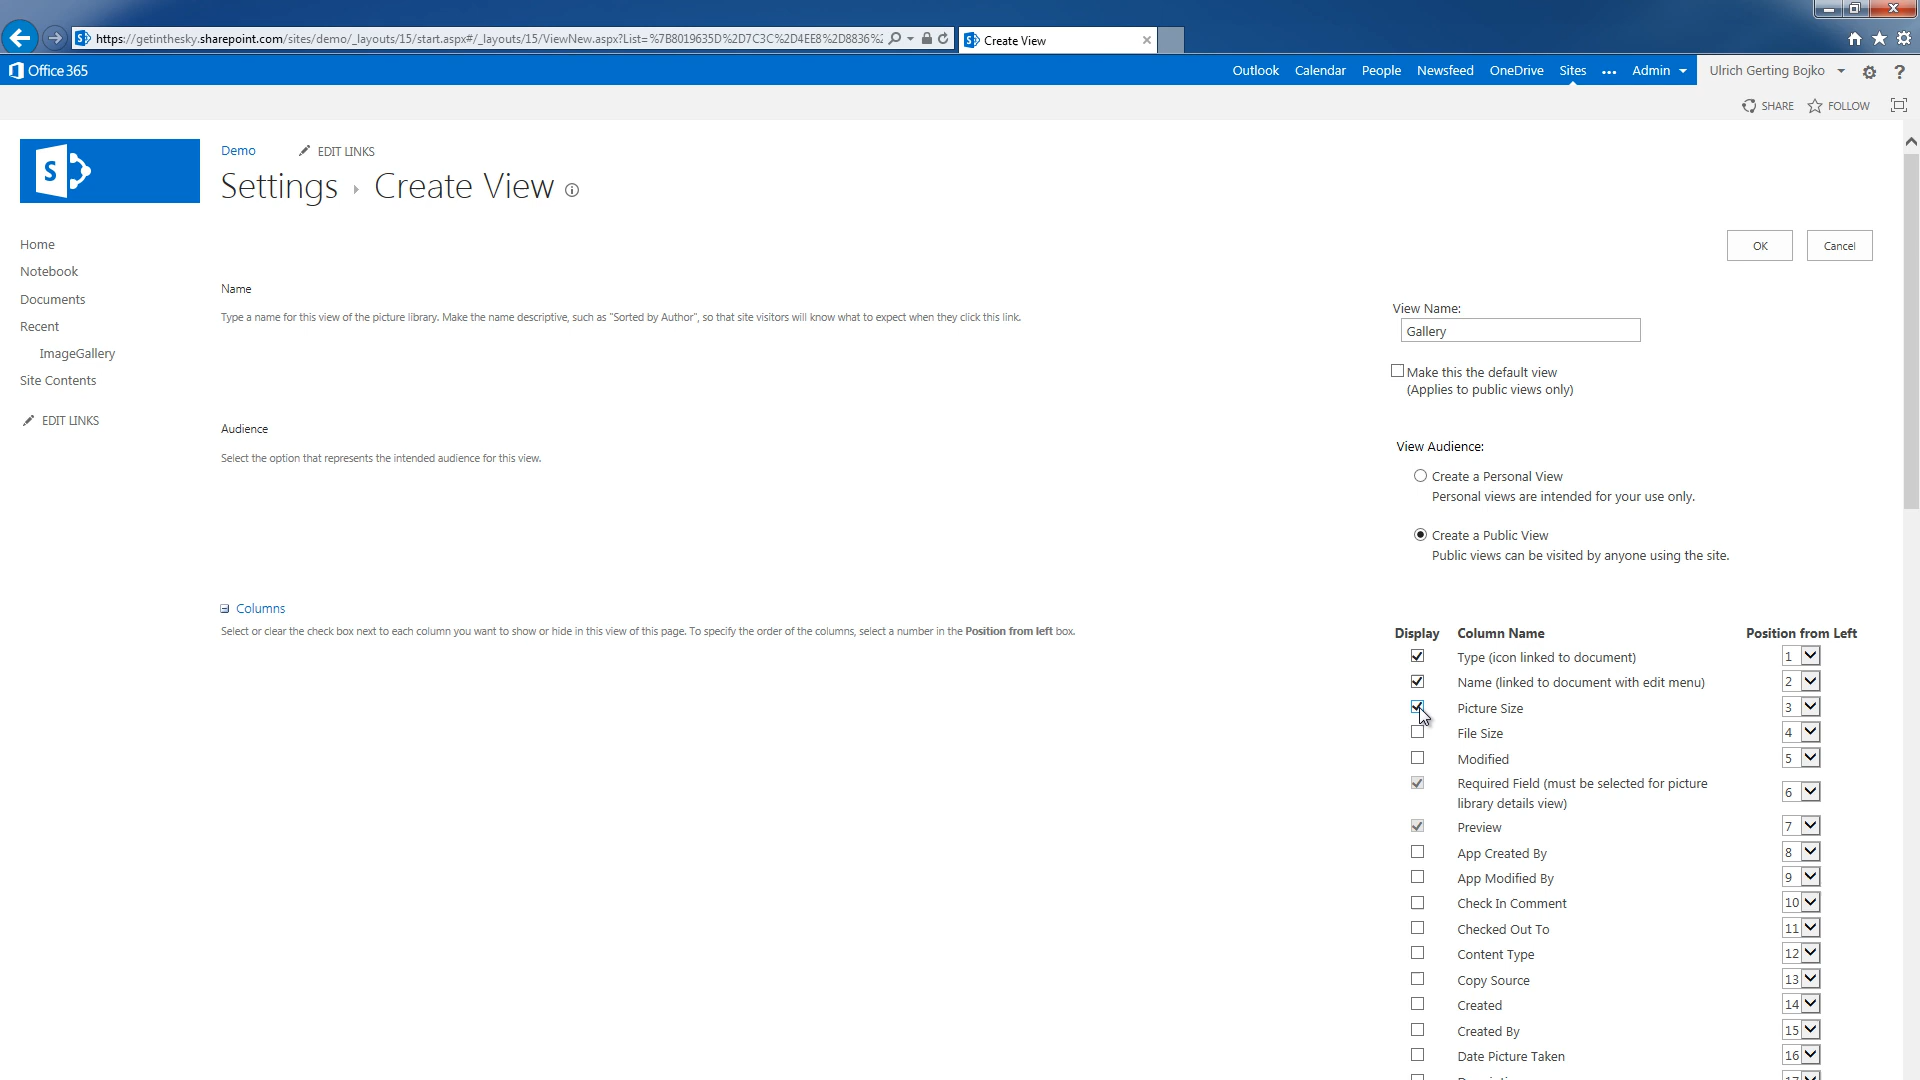 https://getinthesky.sharepoint.com/sites/demo/_layouts/15/start.aspx#/_layouts/15/ViewNew.aspx?List=%7B8019635D%2D7C3C%2D4EE8%2D8836%2
Create View
Office 365
Outlook Calendar People Newsfeed OneDrive Sites ... Admin Ulrich Gerting Bojko ?
SHARE FOLLOW
S
Demo EDIT LINKS
Settings Create View
OK Cancel
Home
Notebook
Documents
Recent
ImageGallery
Site Contents
EDIT LINKS
Name
Type a name for this view of the picture library. Make the name descriptive, such as "Sorted by Author", so that site visitors will know what to expect when they click this link.
View Name:
Gallery
Make this the default view
(Applies to public views only)
Audience
Select the option that represents the intended audience for this view.
View Audience:
Create a Personal View
Personal views are intended for your use only.
Create a Public View
Public views can be visited by anyone using the site.
Columns
Select or clear the check box next to each column you want to show or hide in this view of this page. To specify the order of the columns, select a number in the Position from left box.
Display Column Name Position from Left
Type (icon linked to document) 1
Name (linked to document with edit menu) 2
Picture Size 3
File Size 4
Modified 5
Required Field (must be selected for picture
library details view) 6
Preview 7
App Created By 8
App Modified By 9
Check In Comment 10
Checked Out To 11
Content Type 12
Copy Source 13
Created 14
Created By 15
Date Picture Taken 16